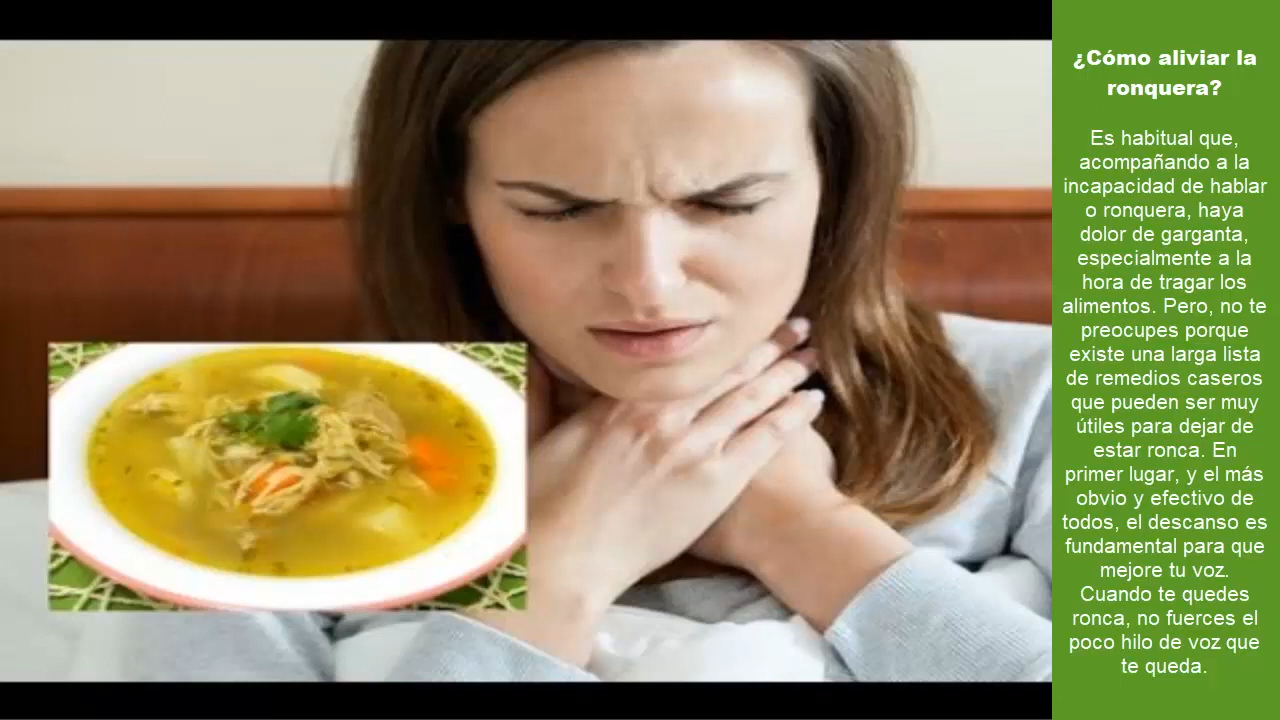 ¿Cómo aliviar la
ronquera?
Es habitual que,
acompañando a la
incapacidad de hablar
o ronquera, haya
dolor de garganta,
especialmente a la
hora de tragar los
alimentos. Pero, no te
preocupes porque
existe una larga lista
de remedios caseros
que pueden ser muy
útiles para dejar de
estar ronca. En
primer lugar, y el más
obvio y efectivo de
todos, el descanso es
fundamental para que
mejore tu voz.
Cuando te quedes
ronca, no fuerces el
poco hilo de voz que
te queda.